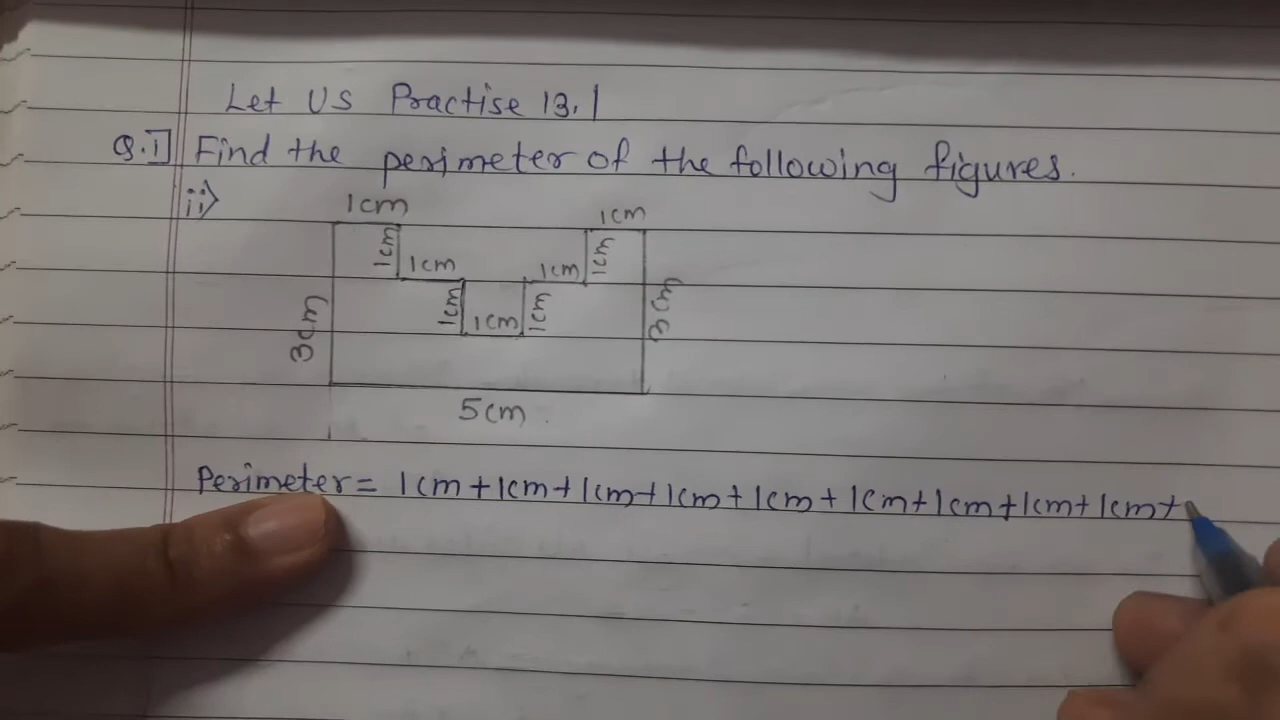 Let US Practise 13.1
Q.1] Find the perimeter of the following figures.
ii>
1cm 1cm
1cm 1cm
1cm 1cm
1cm 1cm
1cm
3cm 3cm
5cm
Perimeter = 1cm+1cm+1cm+1cm+1cm+1cm+1cm+1cm+1cm+